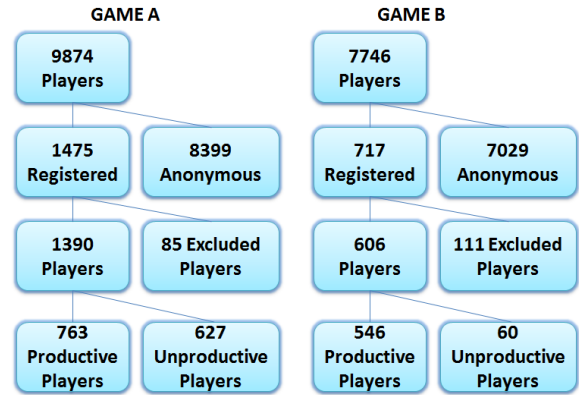 GAME A
9874
Players
1475
Registered
8399
Anonymous
1390
Players
85 Excluded
Players
763
Productive
Players
627
Unproductive
Players
GAME B
7746
Players
717
Registered
7029
Anonymous
606
Players
111 Excluded
Players
546
Productive
Players
60
Unproductive
Players